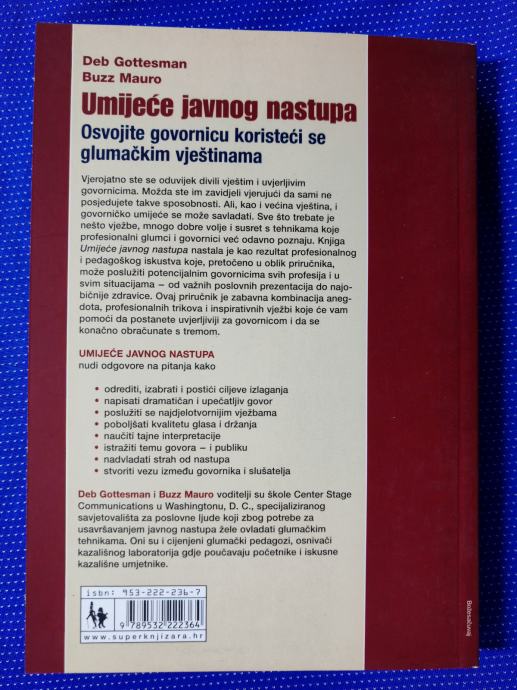 Deb Gottesman
Buzz Mauro
Umijeće javnog nastupa
Osvojite govornicu koristeći se
glumačkim vještinama
Vjerojatno ste se oduvijek divili vještim i uvjerljivim
govornicima. Možda ste im zavidjeli vjerujući da sami ne
posjedujete takve sposobnosti. Ali, kao i većina vještina, i
govorničko umijeće se može savladati. Sve što trebate je
nešto vježbe, mnogo dobre volje i susret s tehnikama koje
profesionalni glumci i govornici već odavno poznaju. Knjiga
Umijeće javnog nastupa nastala je kao rezultat profesionalnog
i pedagoškog iskustva koje, pretočeno u oblik priručnika,
može poslužiti potencijalnim govornicima svih profesija i u
svim situacijama – od važnih poslovnih prezentacija do najo-
bičnije zdravice. Ovaj priručnik je zabavna kombinacija aneg-
dota, profesionalnih trikova i inspirativnih vježbi koje će vam
pomoći da postanete uvjerljiviji za govornicom i da se
konačno obračunate s tremom.
UMIJEĆE JAVNOG NASTUPA
nudi odgovore na pitanja kako
• odrediti, izabrati i postići ciljeve izlaganja
• napisati dramatičan i upečatljiv govor
• poslužiti se najdjelotvornijim vježbama
• poboljšati kvalitetu glasa i držanja
• naučiti tajne interpretacije
• istražiti temu govora – i publiku
• nadvladati strah od nastupa
• stvoriti vezu između govornika i slušatelja
Deb Gottesman i Buzz Mauro voditelji su škole Center Stage
Communications u Washingtonu, D. C., specijaliziranog
savjetovališta za poslovne ljude koji zbog potrebe za
usavršavanjem javnog nastupa žele ovladati glumačkim
tehnikama. Oni su i cijenjeni glumački pedagozi, osnivači
kazališnog laboratorija gdje poučavaju početnike i iskusne
kazališne umjetnike.
isbn: 953-222-236-7
9 789532 222364
www.superknjizara.hr
Božesačuvaj